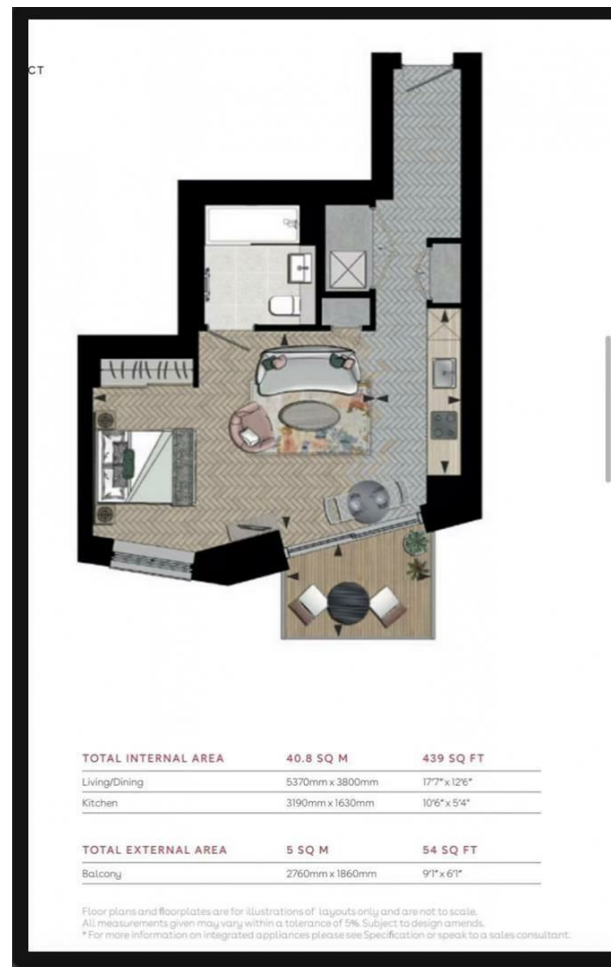 CT
TOTAL INTERNAL AREA 40.8 SQ M 439 SQ FT
Living/Dining 5370mm x 3800mm 17'7" x 12'6"
Kitchen 3190mm x 1630mm 10'6" x 5'4"
TOTAL EXTERNAL AREA 5 SQ M 54 SQ FT
Balcony 2760mm x 1860mm 9'1" x 6'1"
Floor plans and floorplates are for illustrations of layouts only and are not to scale.
All measurements given may vary within a tolerance of 5%. Subject to design amends.
* For more information on integrated appliances please see Specification or speak to a sales consultant.